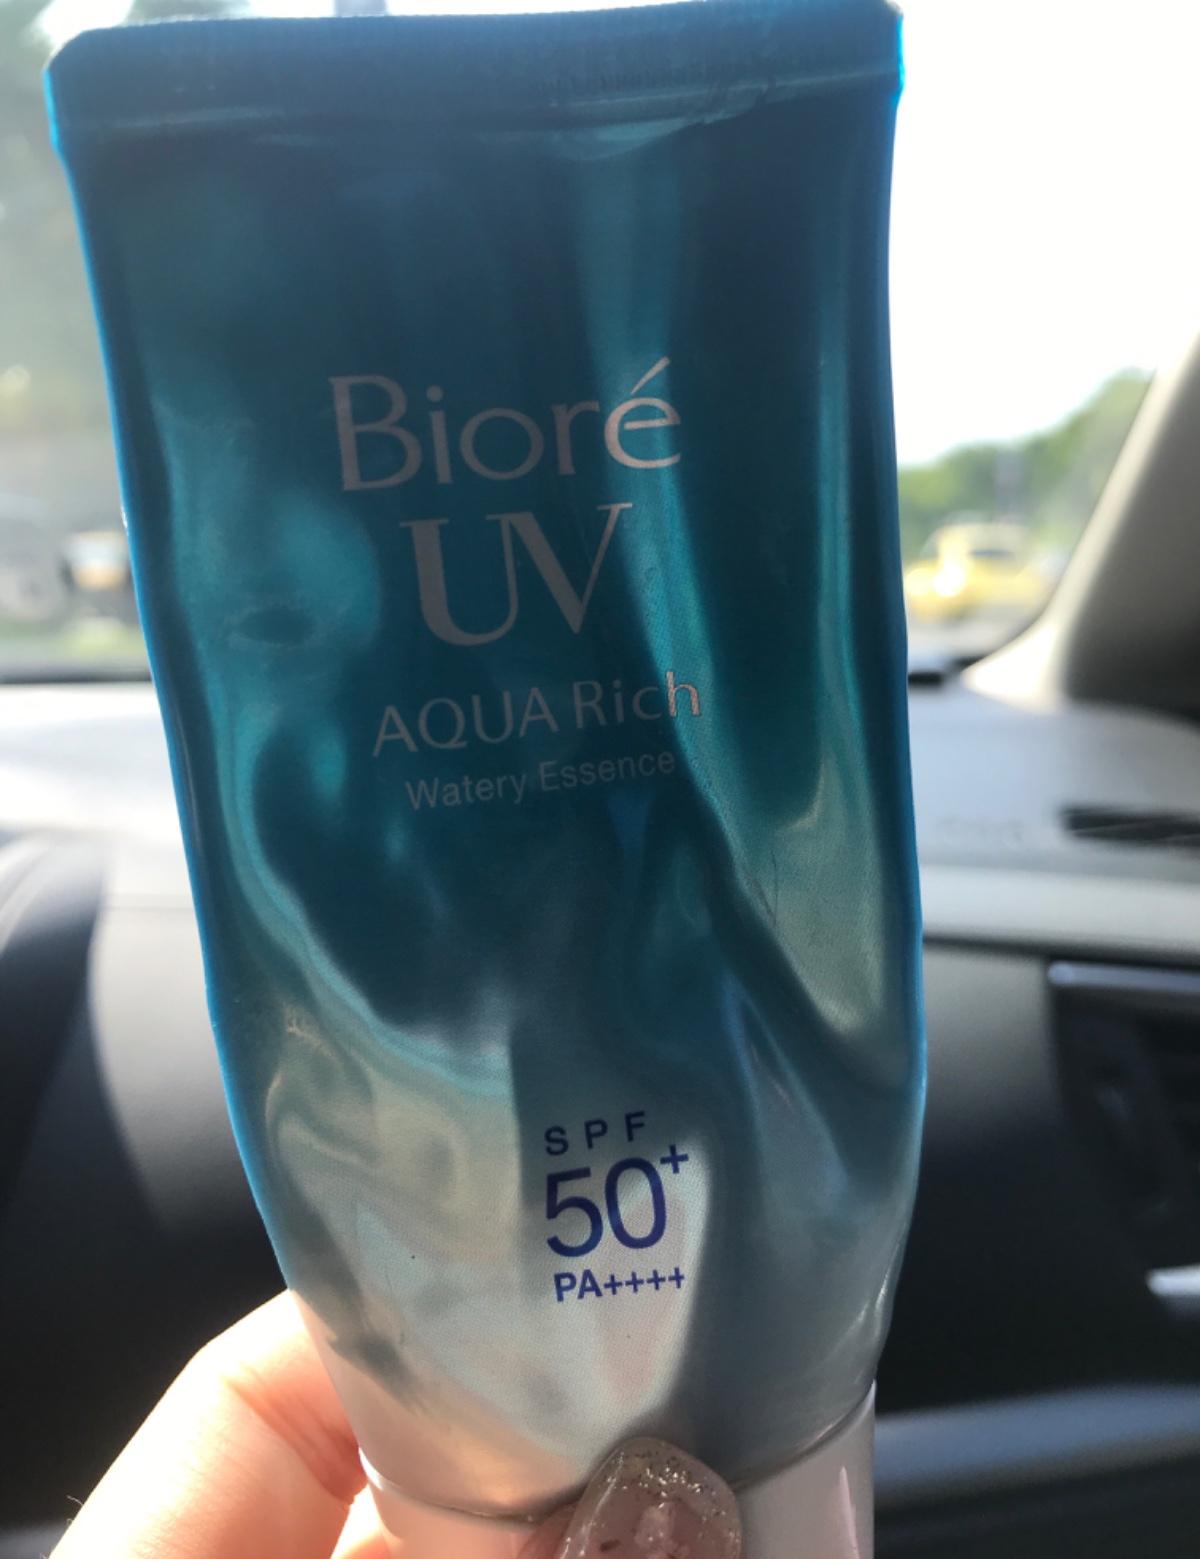 Bioré
UV
AQUA Rich
Watery Essence
SPF
50+
PA++++